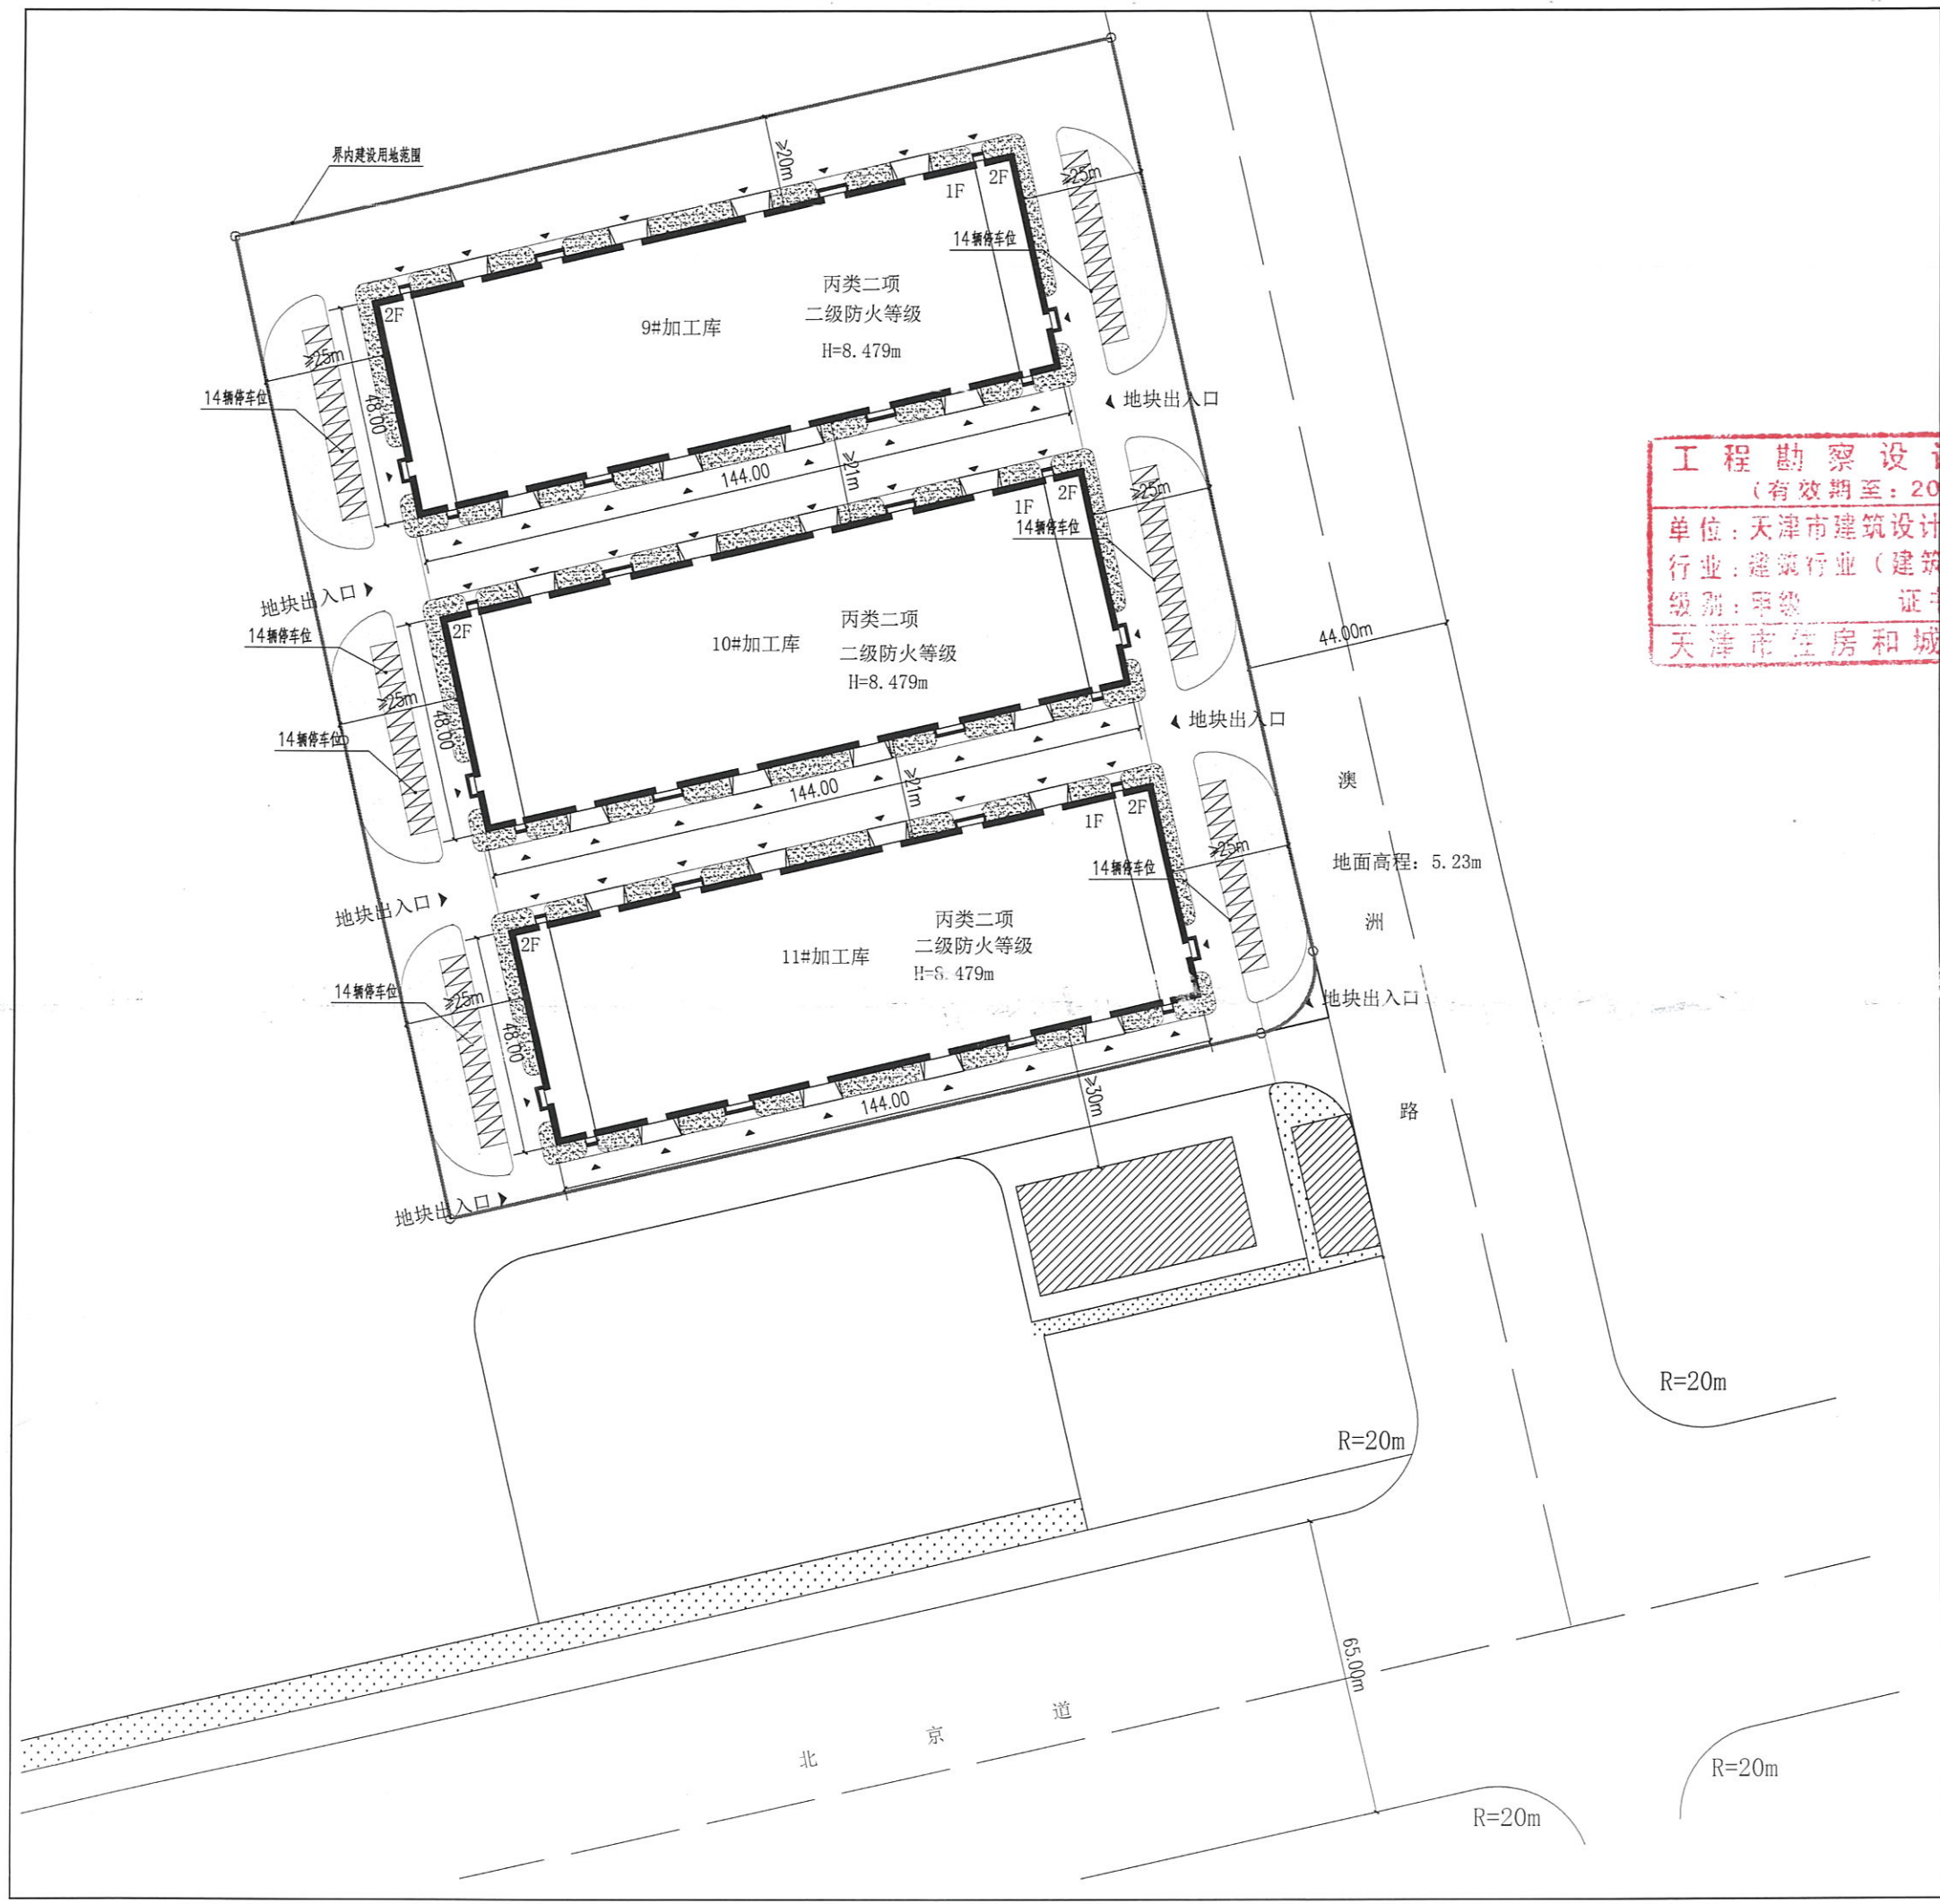 界内建设用地范围
≥20m
2F
1F
≥25m
14辆停车位
丙类二项
二级防火等级
9#加工库
H=8.479m
2F
≥25m
14辆停车位
48.00
地块出入口
144.00
≥21m
2F
1F
≥25m
14辆停车位
地块出入口
14辆停车位
2F
丙类二项
10#加工库
二级防火等级
H=8.479m
≥25m
48.00
14辆停车位
地块出入口
144.00
≥21m
2F
1F
≥25m
14辆停车位
地块出入口
2F
丙类二项
二级防火等级
11#加工库
H=8.479m
14辆停车位
≥25m
48.00
地块出入口
144.00
≥30m
地块出入口
44.00m
澳
地面高程：5.23m
洲
路
工程勘察设
（有效期至：20
单位：天津市建筑设计
行业：建筑行业（建筑
级别：甲级 证
天津市住房和城
R=20m
R=20m
65.00m
北京道
R=20m
R=20m